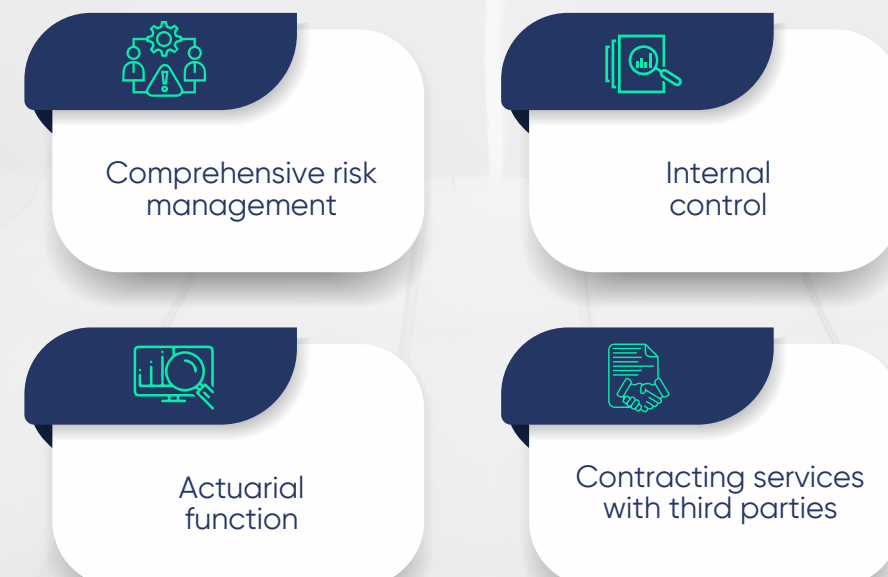 Comprehensive risk
management
Internal
control
Actuarial
function
Contracting services
with third parties